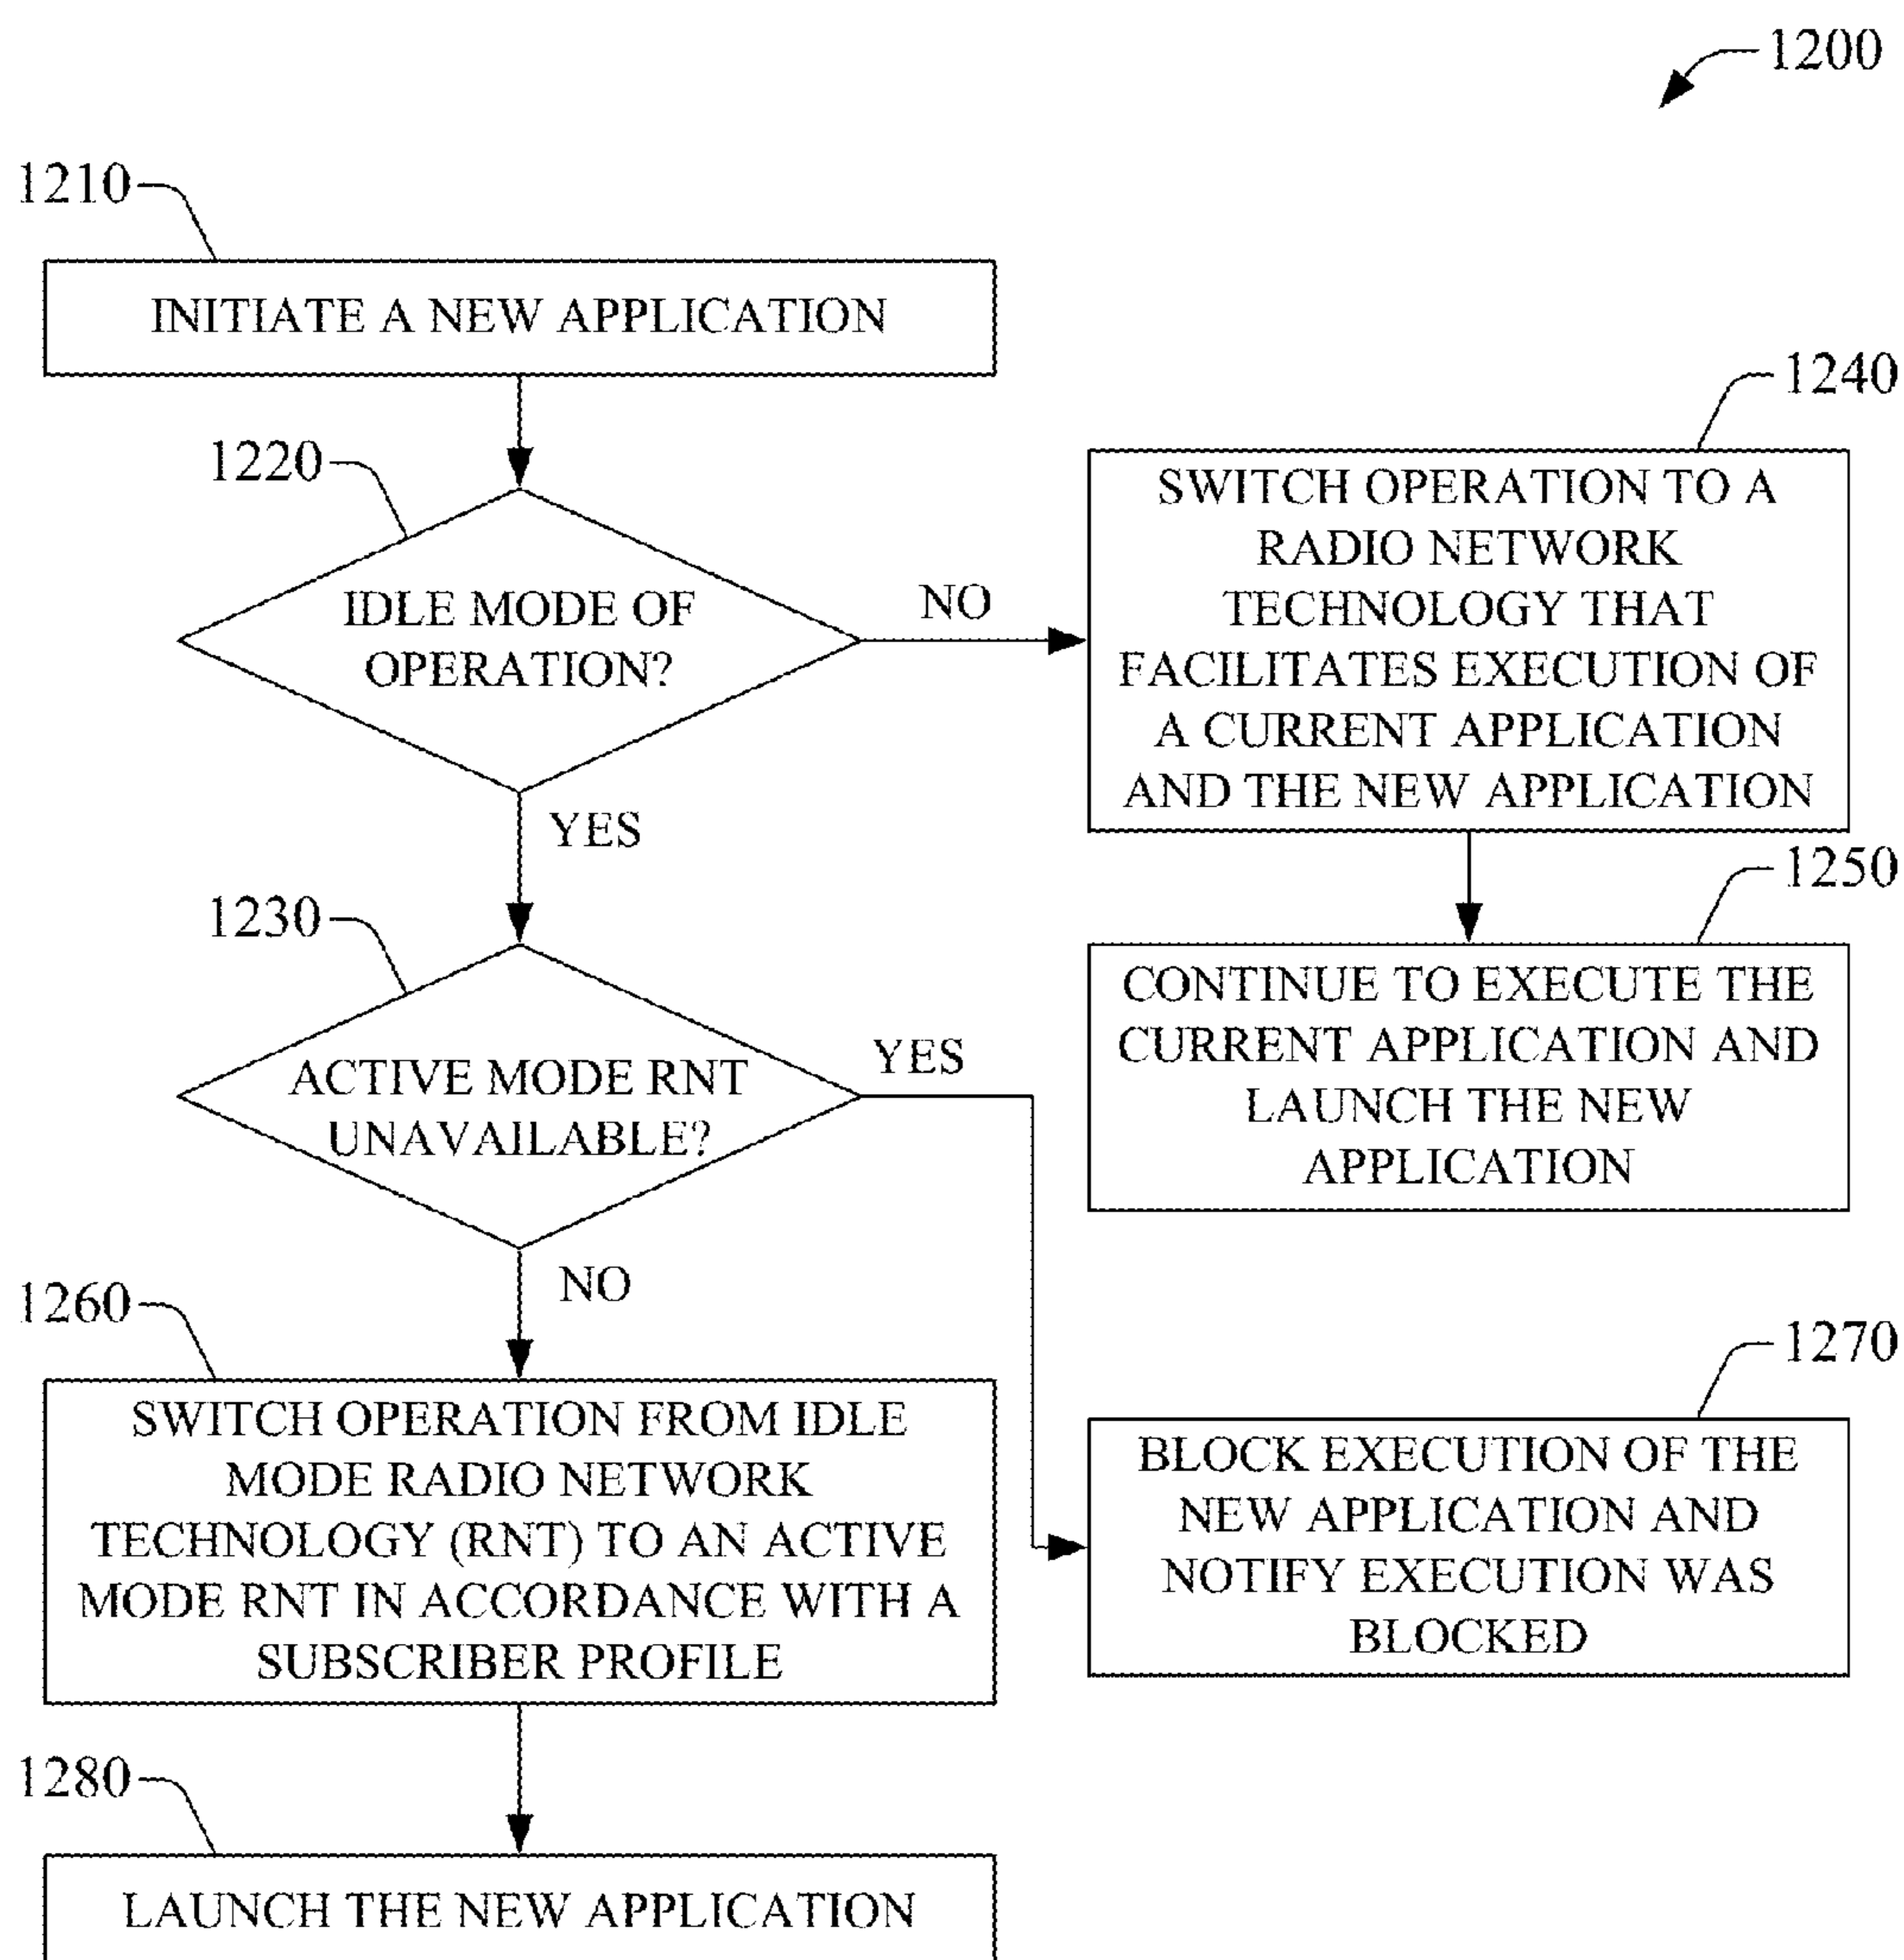 1200
1210
INITIATE A NEW APPLICATION
1220
IDLE MODE OF
OPERATION?
NO
YES
1240
SWITCH OPERATION TO A
RADIO NETWORK
TECHNOLOGY THAT
FACILITATES EXECUTION OF
A CURRENT APPLICATION
AND THE NEW APPLICATION
1250
CONTINUE TO EXECUTE THE
CURRENT APPLICATION AND
LAUNCH THE NEW
APPLICATION
1230
ACTIVE MODE RNT
UNAVAILABLE?
YES
NO
1260
SWITCH OPERATION FROM IDLE
MODE RADIO NETWORK
TECHNOLOGY (RNT) TO AN ACTIVE
MODE RNT IN ACCORDANCE WITH A
SUBSCRIBER PROFILE
1270
BLOCK EXECUTION OF THE
NEW APPLICATION AND
NOTIFY EXECUTION WAS
BLOCKED
1280
LAUNCH THE NEW APPLICATION